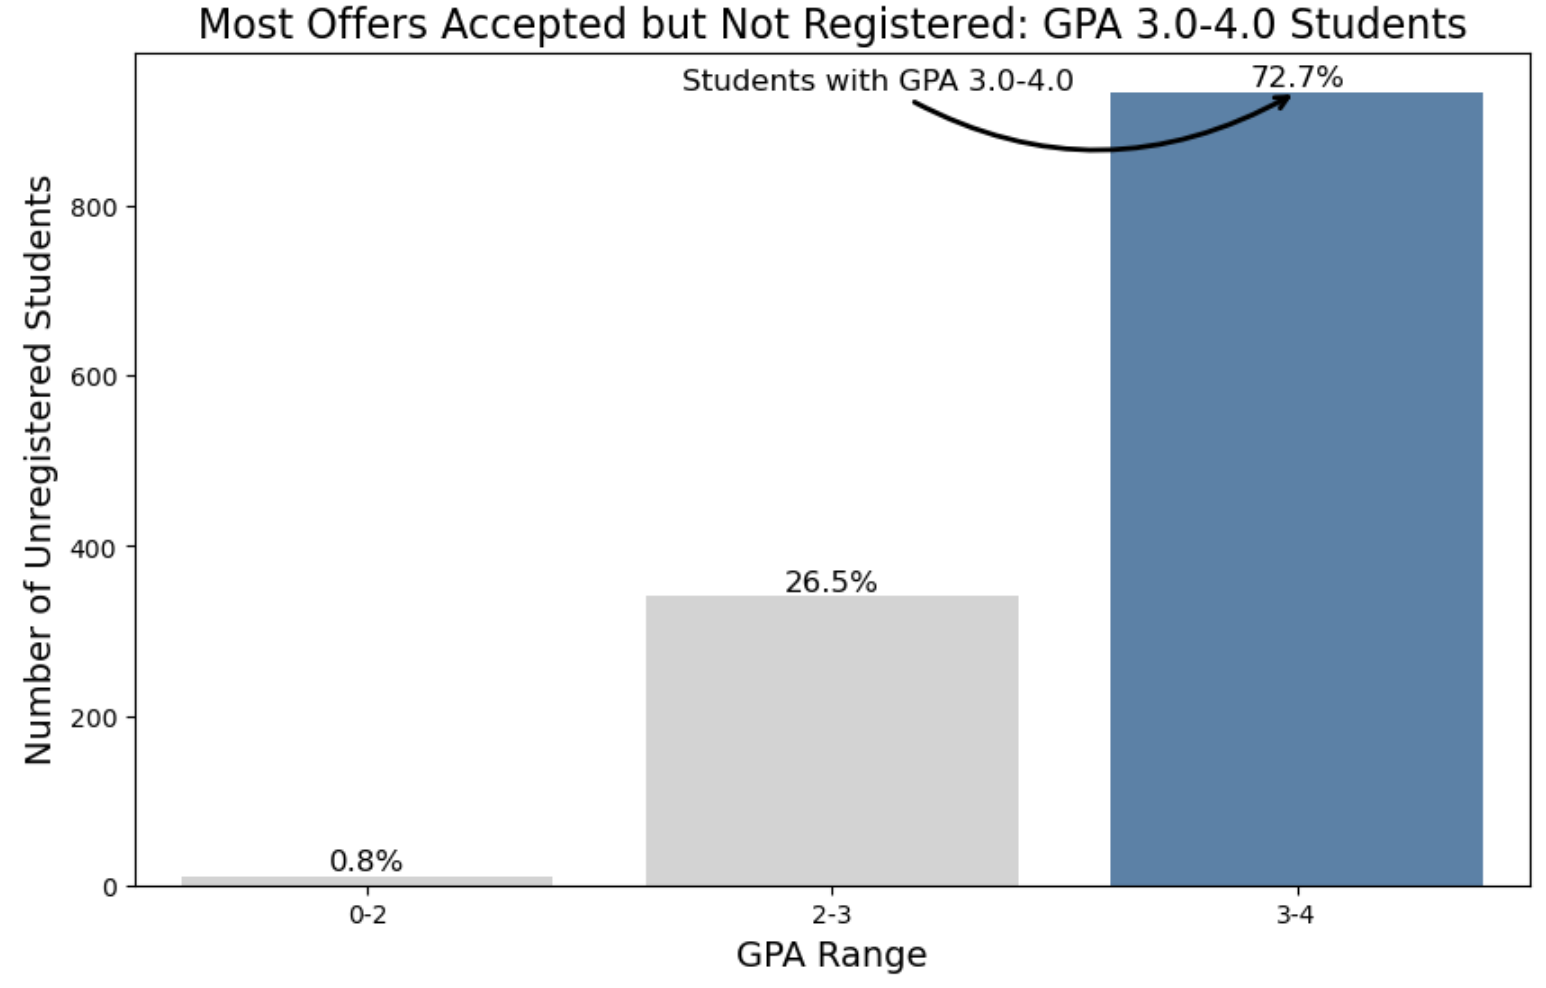 Most Offers Accepted but Not Registered: GPA 3.0-4.0 Students
Students with GPA 3.0-4.0
72.7%
Number of Unregistered Students
800
600
400
26.5%
200
0.8%
0
0-2
2-3
3-4
GPA Range